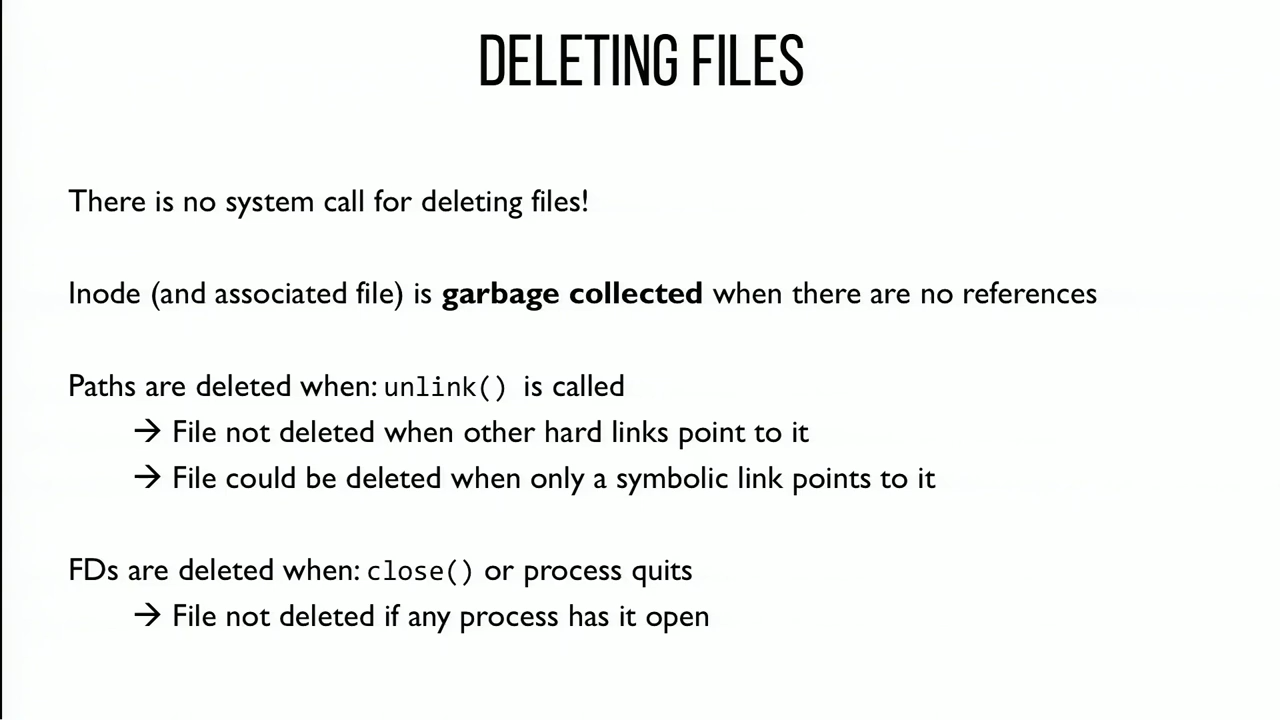 DELETING FILES
There is no system call for deleting files!
Inode (and associated file) is garbage collected when there are no references
Paths are deleted when: unlink() is called
→ File not deleted when other hard links point to it
→ File could be deleted when only a symbolic link points to it
FDs are deleted when: close() or process quits
→ File not deleted if any process has it open